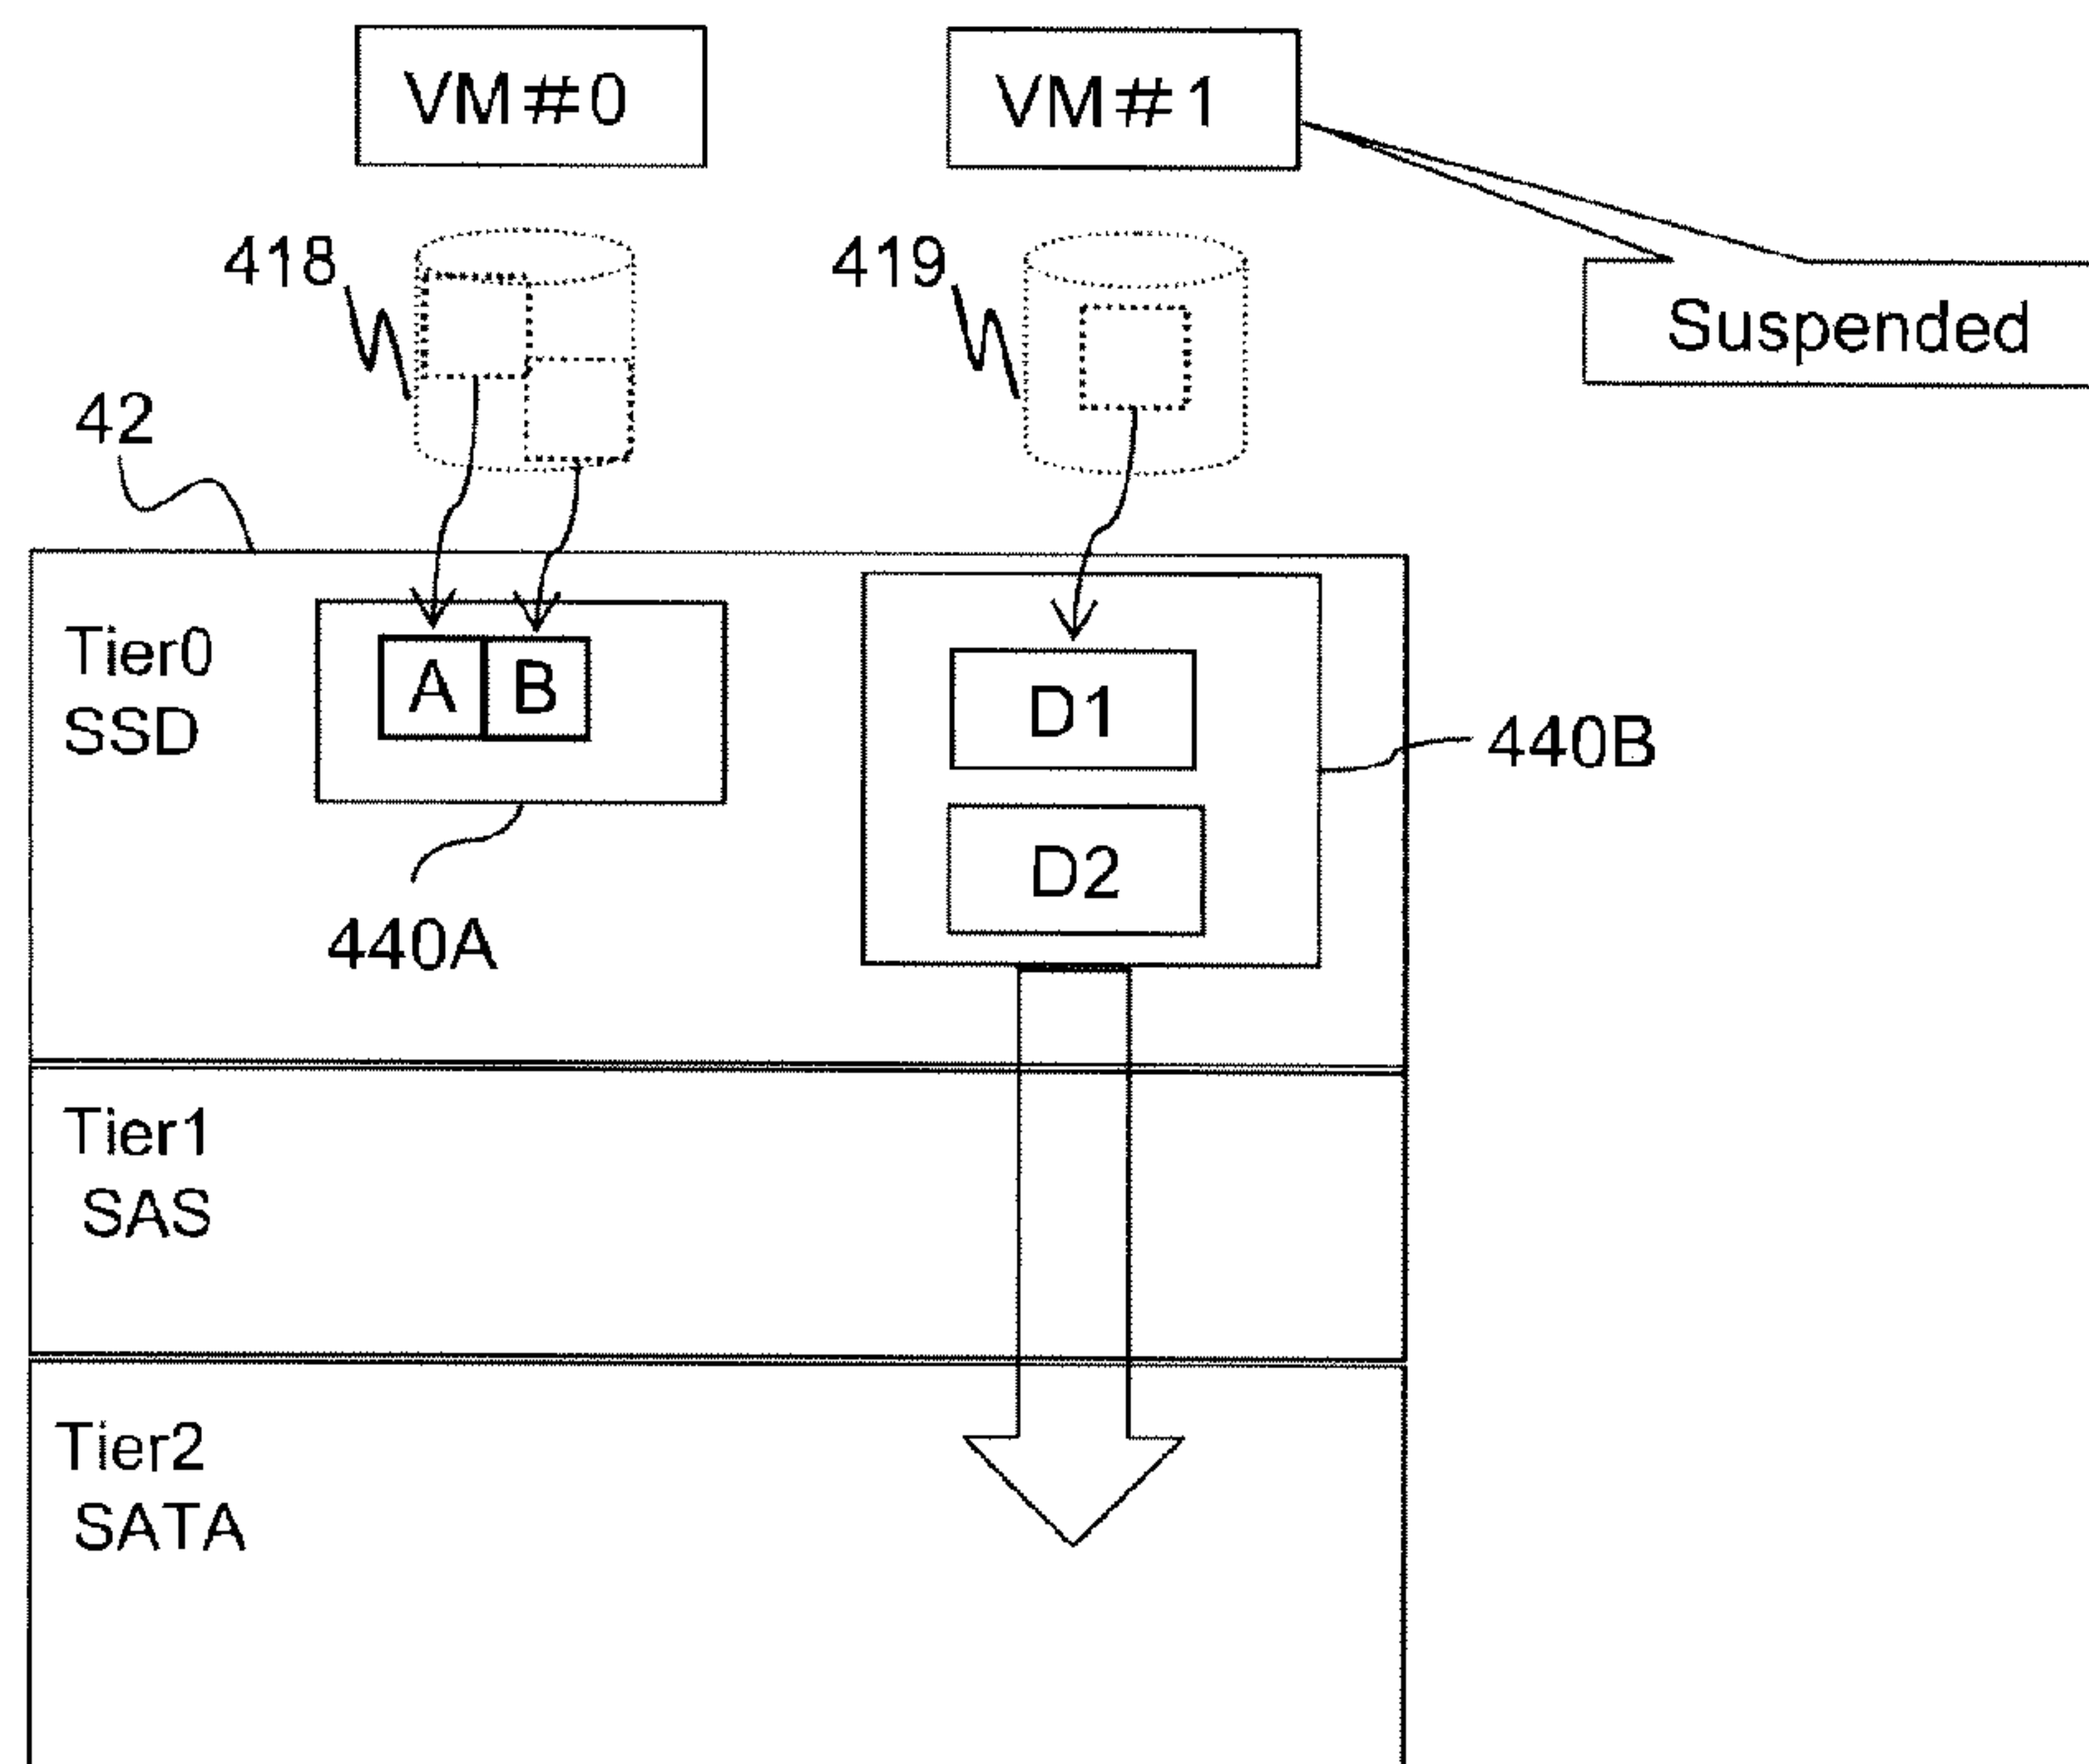 VM#0
VM#1
418
419
Suspended
42
Tier0
SSD
A
B
D1
440B
D2
440A
Tier1
SAS
Tier2
SATA